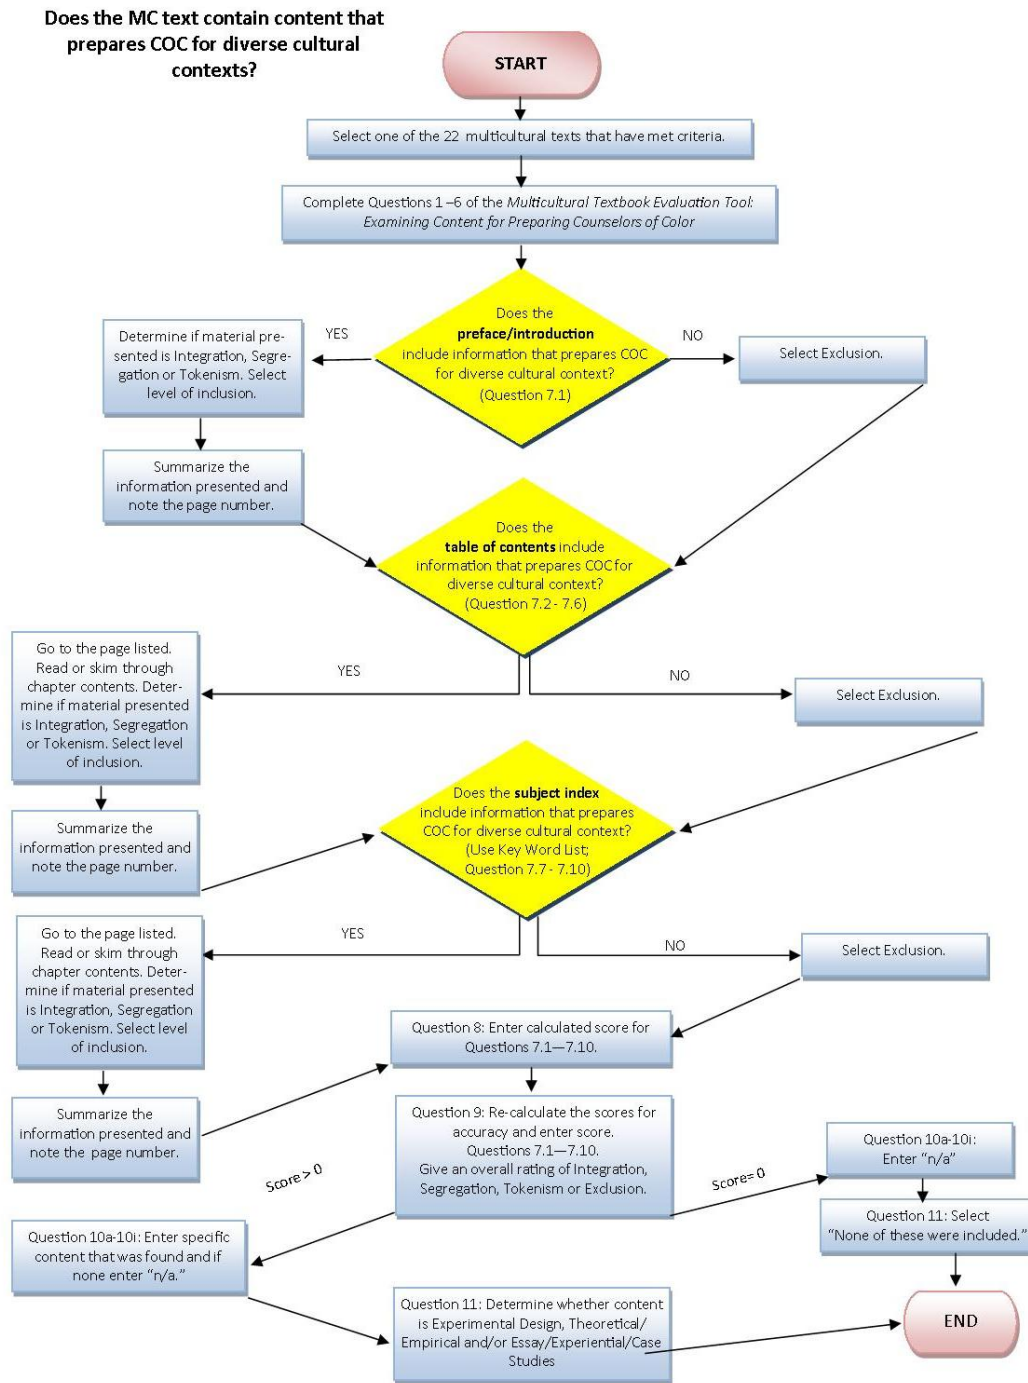 Does the MC text contain content that
prepares COC for diverse cultural
contexts?
START
Select one of the 22 multicultural texts that have met criteria.
Complete Questions 1–6 of the Multicultural Textbook Evaluation Tool:
Examining Content for Preparing Counselors of Color
Does the
preface/introduction
include information that prepares COC
for diverse cultural context?
(Question 7.1)
YES
NO
Determine if material pre-
sented is Integration, Segre-
gation or Tokenism. Select
level of inclusion.
Select Exclusion.
Summarize the
information presented and
note the page number.
Does the
table of contents include
information that prepares COC for
diverse cultural context?
(Question 7.2 - 7.6)
YES
NO
Go to the page listed.
Read or skim through
chapter contents. Deter-
mine if material presented
is Integration, Segregation
or Tokenism. Select level
of inclusion.
Select Exclusion.
Summarize the
information presented and
note the page number.
Does the subject index
include information that prepares
COC for diverse cultural context?
(Use Key Word List;
Question 7.7 - 7.10)
YES
NO
Go to the page listed.
Read or skim through
chapter contents. Deter-
mine if material presented
is Integration, Segregation
or Tokenism. Select level
of inclusion.
Select Exclusion.
Summarize the
information presented and
note the page number.
Question 8: Enter calculated score for
Questions 7.1—7.10.
Question 9: Re-calculate the scores for
accuracy and enter score.
Questions 7.1—7.10.
Give an overall rating of Integration,
Segregation, Tokenism or Exclusion.
Score > 0
Score= 0
Question 10a-10i:
Enter "n/a"
Question 11: Select
"None of these were included."
Question 10a-10i: Enter specific
content that was found and if
none enter "n/a."
Question 11: Determine whether content
is Experimental Design, Theoretical/
Empirical and/or Essay/Experiential/Case
Studies
END